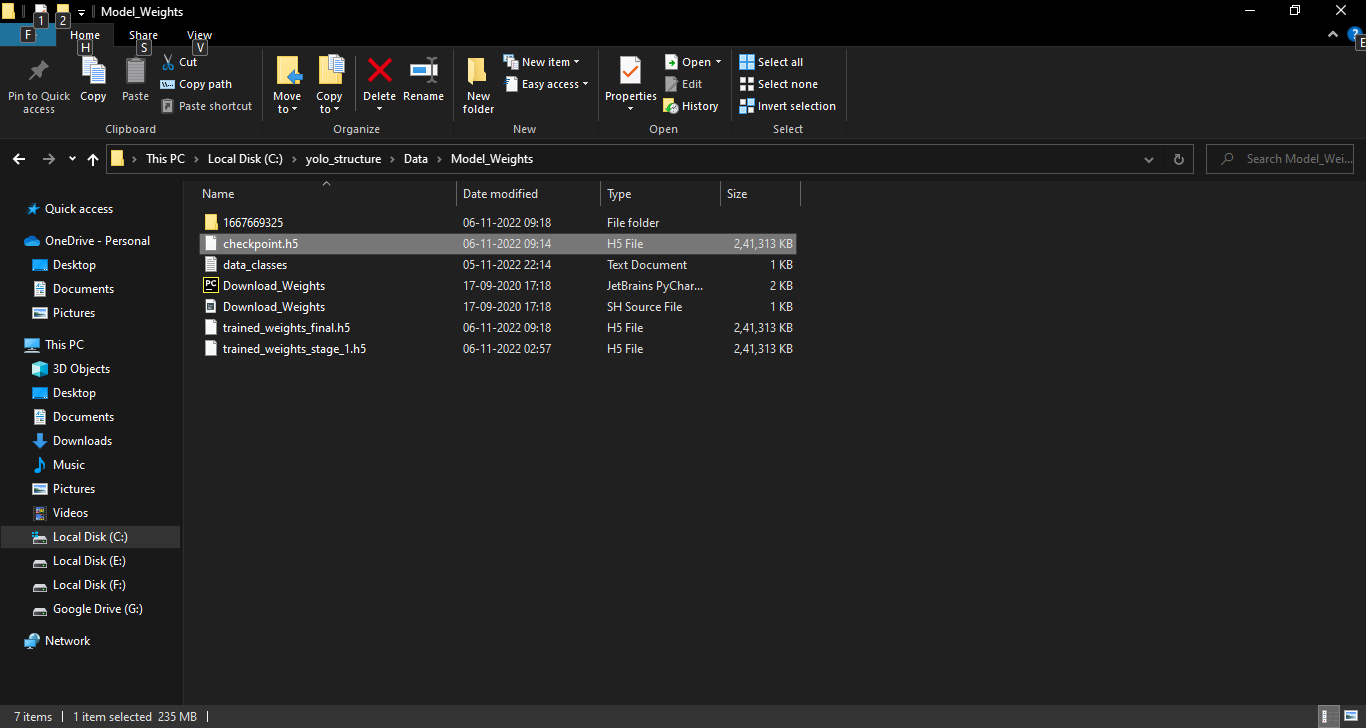 1 2 Model_Weights
F Home Share View
H S V E
Pin to Quick access
Copy
Paste
Cut
Copy path
Paste shortcut
Clipboard
Move to
Copy to
Delete
Rename
Organize
New folder
New item
Easy access
New
Properties
Open
Edit
History
Open
Select all
Select none
Invert selection
Select
This PC > Local Disk (C:) > yolo_structure > Data > Model_Weights
Search Model_Wei...
Quick access
OneDrive - Personal
Desktop
Documents
Pictures
This PC
3D Objects
Desktop
Documents
Downloads
Music
Pictures
Videos
Local Disk (C:)
Local Disk (E:)
Local Disk (F:)
Google Drive (G:)
Network
Name Date modified Type Size
1667669325 06-11-2022 09:18 File folder
checkpoint.h5 06-11-2022 09:14 H5 File 2,41,313 KB
data_classes 05-11-2022 22:14 Text Document 1 KB
PC Download_Weights 17-09-2020 17:18 JetBrains PyChar... 2 KB
Download_Weights 17-09-2020 17:18 SH Source File 1 KB
trained_weights_final.h5 06-11-2022 09:18 H5 File 2,41,313 KB
trained_weights_stage_1.h5 06-11-2022 02:57 H5 File 2,41,313 KB
7 items 1 item selected 235 MB